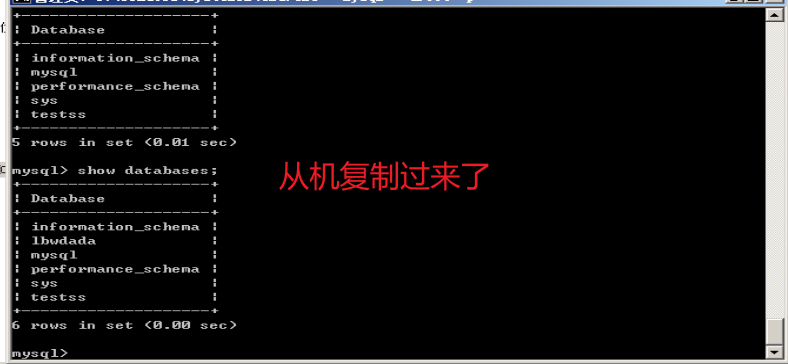 +--------------------+
| Database           |
+--------------------+
| information_schema |
| mysql              |
| performance_schema |
| sys                |
| testss             |
+--------------------+
5 rows in set (0.01 sec)
mysql> show databases;
从机复制过来了
+--------------------+
| Database           |
+--------------------+
| information_schema |
| lbwdada            |
| mysql              |
| performance_schema |
| sys                |
| testss             |
+--------------------+
6 rows in set (0.00 sec)
mysql>